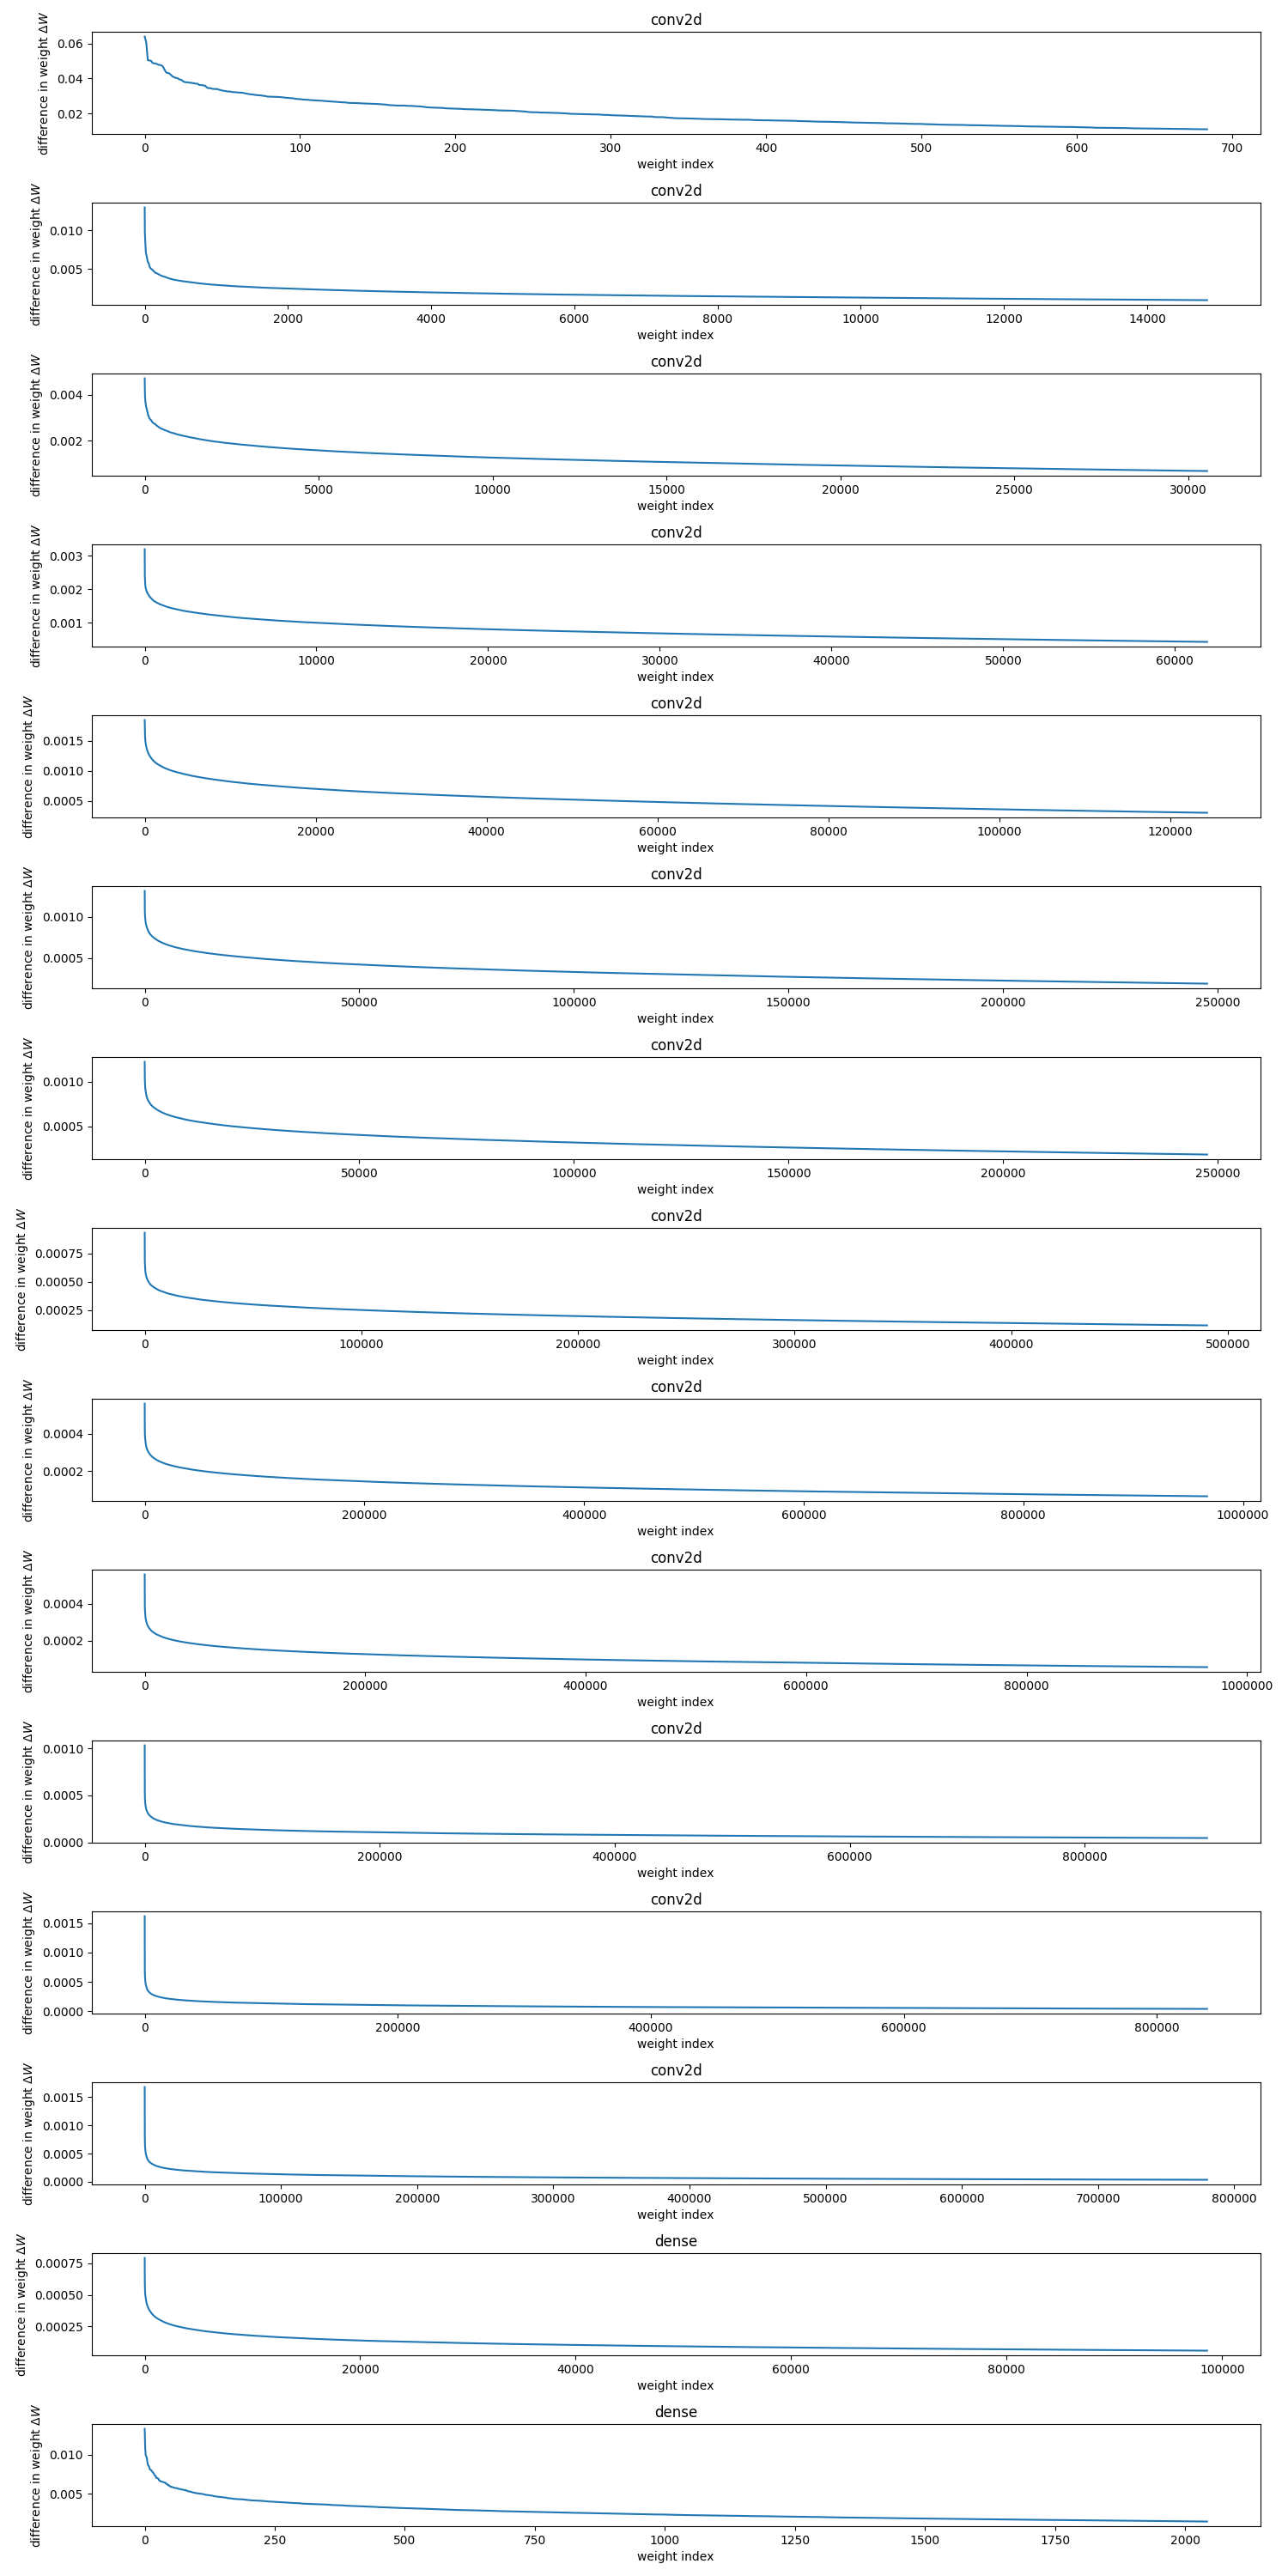 conv2d
difference in weight ΔW
0.06
0.04
0.02
0 100 200 300 400 500 600 700
weight index
conv2d
difference in weight ΔW
0.010
0.005
0 2000 4000 6000 8000 10000 12000 14000
weight index
conv2d
difference in weight ΔW
0.004
0.002
0 5000 10000 15000 20000 25000 30000
weight index
conv2d
difference in weight ΔW
0.003
0.002
0.001
0 10000 20000 30000 40000 50000 60000
weight index
conv2d
difference in weight ΔW
0.0015
0.0010
0.0005
0 20000 40000 60000 80000 100000 120000
weight index
conv2d
difference in weight ΔW
0.0010
0.0005
0 50000 100000 150000 200000 250000
weight index
conv2d
difference in weight ΔW
0.0010
0.0005
0 50000 100000 150000 200000 250000
weight index
conv2d
difference in weight ΔW
0.00075
0.00050
0.00025
0 100000 200000 300000 400000 500000
weight index
conv2d
difference in weight ΔW
0.0004
0.0002
0 200000 400000 600000 800000 1000000
weight index
conv2d
difference in weight ΔW
0.0004
0.0002
0 200000 400000 600000 800000 1000000
weight index
conv2d
difference in weight ΔW
0.0010
0.0005
0.0000
0 200000 400000 600000 800000
weight index
conv2d
difference in weight ΔW
0.0015
0.0010
0.0005
0.0000
0 200000 400000 600000 800000
weight index
conv2d
difference in weight ΔW
0.0015
0.0010
0.0005
0.0000
0 100000 200000 300000 400000 500000 600000 700000 800000
weight index
dense
difference in weight ΔW
0.00075
0.00050
0.00025
0 20000 40000 60000 80000 100000
weight index
dense
difference in weight ΔW
0.010
0.005
0 250 500 750 1000 1250 1500 1750 2000
weight index